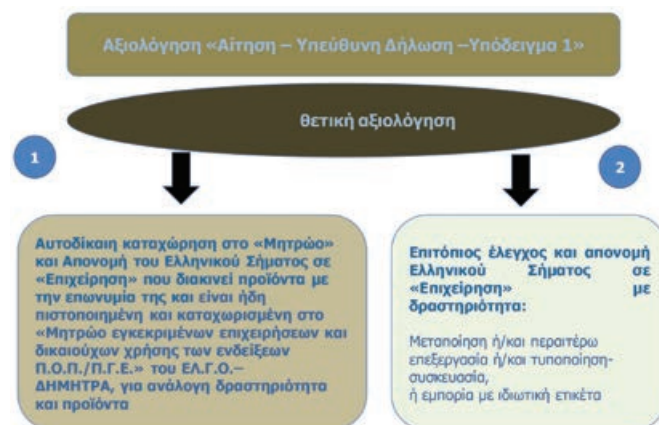 Αξιολόγηση «Αίτηση – Υπεύθυνη Δήλωση –Υπόδειγμα 1»
θετική αξιολόγηση
1
2
Αυτοδίκαιη καταχώρηση στο «Μητρώο»
και Απονομή του Ελληνικού Σήματος σε
«Επιχείρηση» που διακινεί προϊόντα με
την επωνυμία της και είναι ήδη
πιστοποιημένη και καταχωρισμένη στο
«Μητρώο εγκεκριμένων επιχειρήσεων και
δικαιούχων χρήσης των ενδείξεων
Π.Ο.Π./Π.Γ.Ε.» του ΕΛ.Γ.Ο.–
ΔΗΜΗΤΡΑ, για ανάλογη δραστηριότητα
και προϊόντα
Επιτόπιος έλεγχος και απονομή
Ελληνικού Σήματος σε
«Επιχείρηση» με
δραστηριότητα:
Μεταποίηση ή/και περαιτέρω
επεξεργασία ή/και τυποποίηση-
συσκευασία,
ή εμπορία με ιδιωτική ετικέτα